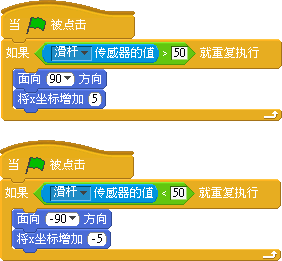 当 被点击
如果 滑杆 传感器的值 > 50 就重复执行
面向 90 方向
将x坐标增加 5
当 被点击
如果 滑杆 传感器的值 < 50 就重复执行
面向 -90 方向
将x坐标增加 -5